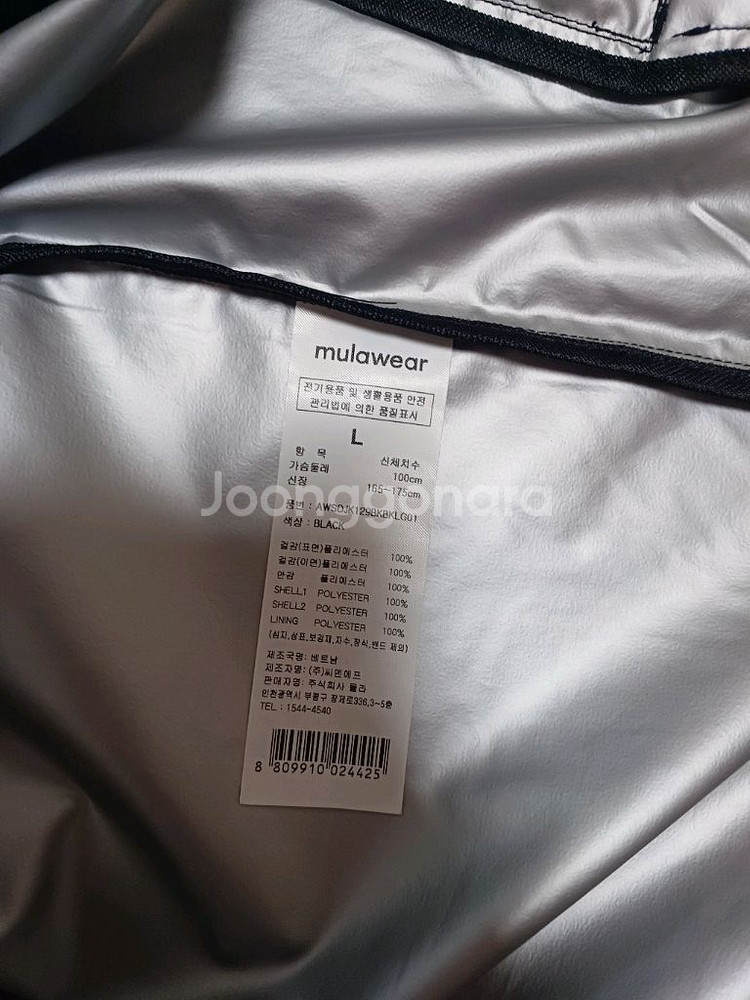 mulawear
전기용품 및 생활용품 안전
관리법에 의한 품질표시
L
항 목 신체치수
가슴둘레 100cm
신장 165~175cm
품번 : AWSDJK129BKBKLG01
색상 : BLACK
겉감(표면)폴리에스터 100%
겉감(이면)폴리에스터 100%
안감 폴리에스터 100%
SHELL1 POLYESTER 100%
SHELL2 POLYESTER 100%
LINING POLYESTER 100%
(심지,상표,보강재,자수,장식,밴드 제외)
제조국명: 베트남
제조자명: (주)씨멘에프
판매자명: 주식회사 뮬라
인천광역시 부평구 장제로336,3~5층
TEL : 1544-4540
8 809910 024425
Joonggonara